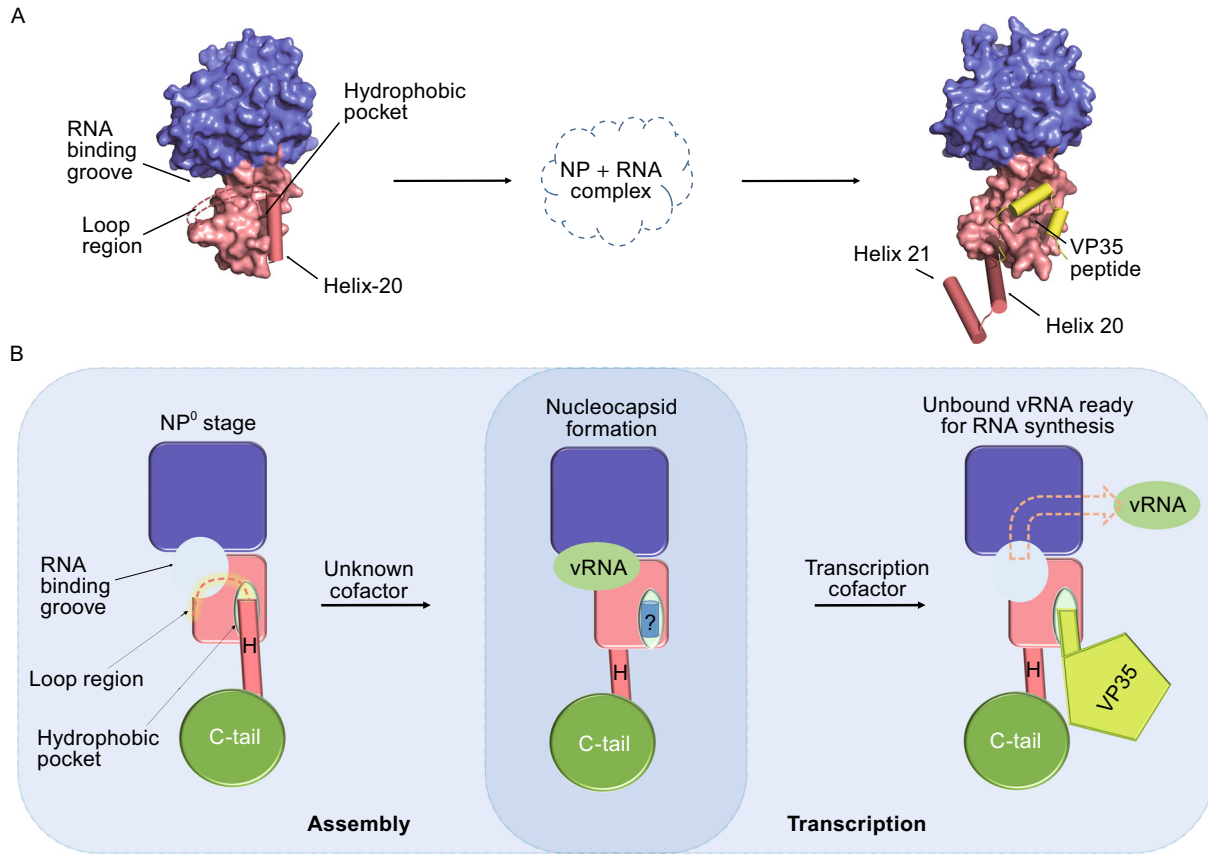 A
Hydrophobic
pocket
RNA
binding
groove
Loop
region
Helix-20
NP + RNA
complex
VP35
peptide
Helix 21
Helix 20
B
NP⁰ stage
RNA
binding
groove
Loop region
Hydrophobic
pocket
H
C-tail
Unknown
cofactor
Nucleocapsid
formation
vRNA
?
H
C-tail
Transcription
cofactor
Unbound vRNA ready
for RNA synthesis
vRNA
H
VP35
C-tail
Assembly
Transcription